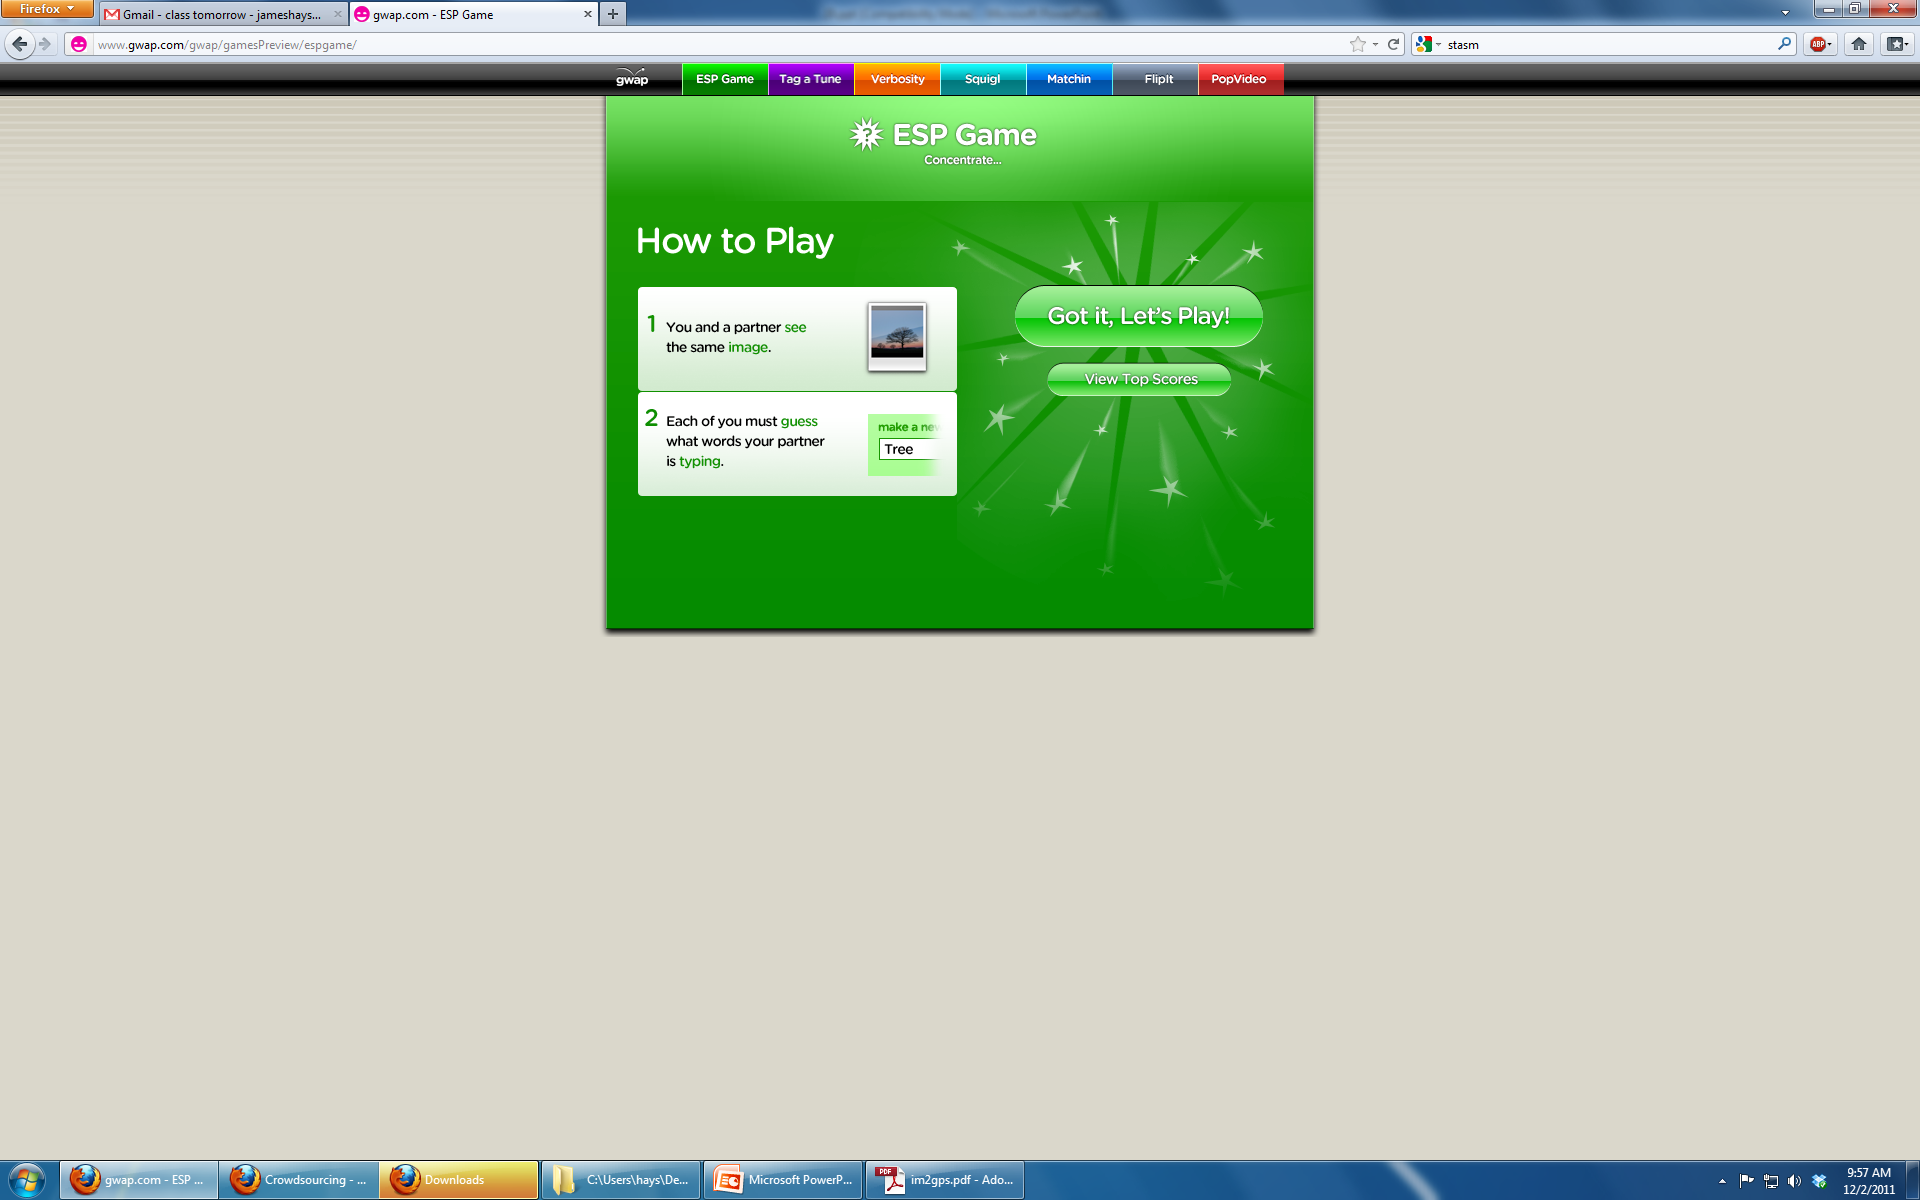 Firefox
Gmail - class tomorrow - jameshays...
gwap.com - ESP Game
www.gwap.com/gwap/gamesPreview/espgame/
stasm
ABP
gwap
ESP Game
Tag a Tune
Verbosity
Squigl
Matchin
FlipIt
PopVideo
? ESP Game
Concentrate...
How to Play
1 You and a partner see
the same image.
2 Each of you must guess
what words your partner
is typing.
make a new
Tree
Got it, Let's Play!
View Top Scores
gwap.com - ESP ...
Crowdsourcing - ...
Downloads
C:\Users\hays\De...
Microsoft PowerP...
PDF
im2gps.pdf - Ado...
9:57 AM
12/2/2011